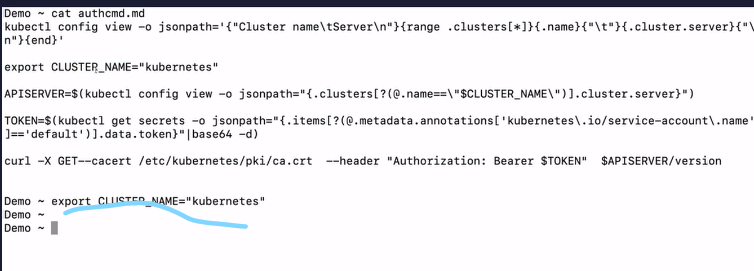 Demo ~ cat authcmd.md
kubectl config view -o jsonpath='{"Cluster name\tServer\n"}{range .clusters[*]}{.name}{"\t"}{.cluster.server}{"\
n"}{end}'
export CLUSTER_NAME="kubernetes"
APISERVER=$(kubectl config view -o jsonpath="{.clusters[?(@.name==\"$CLUSTER_NAME\")].cluster.server}")
TOKEN=$(kubectl get secrets -o jsonpath="{.items[?(@.metadata.annotations['kubernetes\.io/service-account\.name'
]=='default')].data.token}"|base64 -d)
curl -X GET--cacert /etc/kubernetes/pki/ca.crt  --header "Authorization: Bearer $TOKEN"  $APISERVER/version
Demo ~ export CLUSTER_NAME="kubernetes"
Demo ~
Demo ~